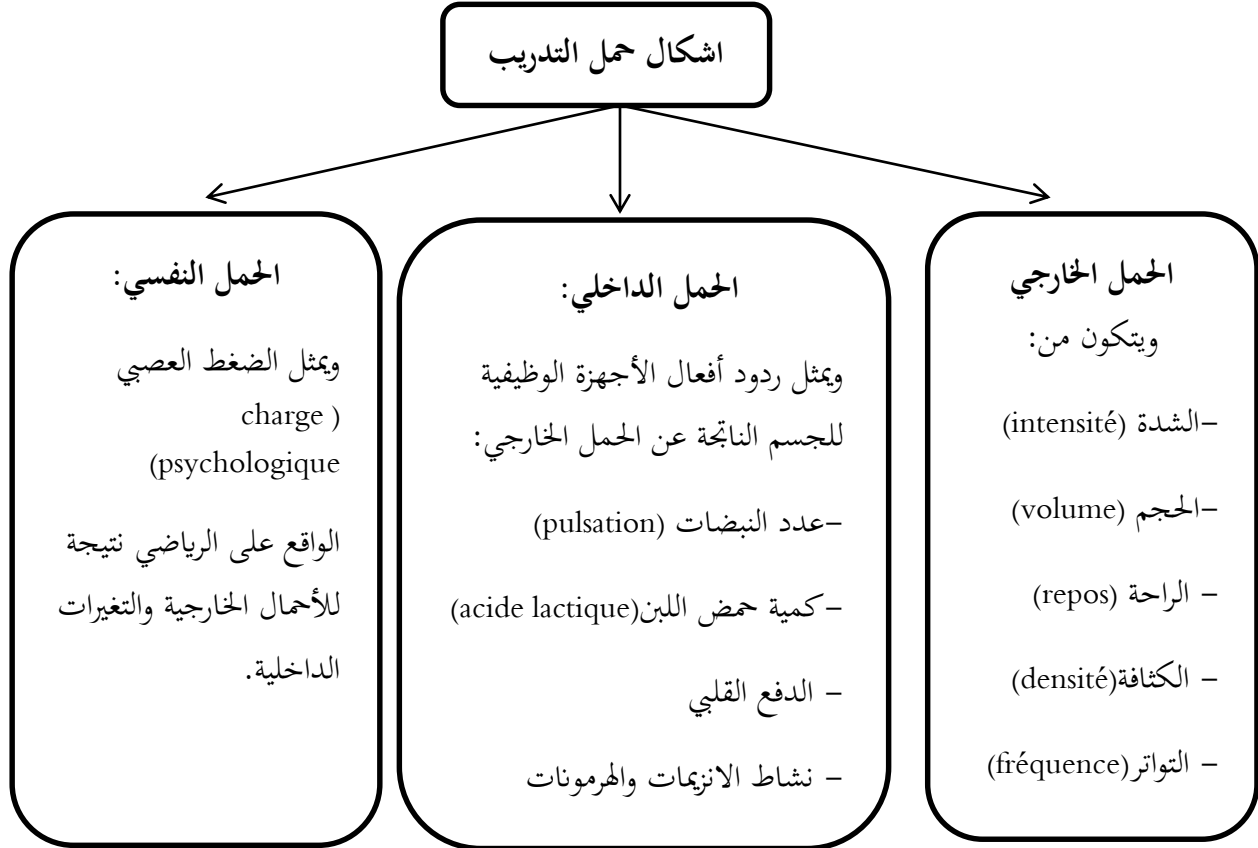 اشكال حمل التدريب
الحمل الخارجي
ويتكون من:
-الشدة (intensité)
-الحجم (volume)
- الراحة (repos)
- الكثافة(densité)
- التواتر(fréquence)
الحمل الداخلي:
ويمثل ردود أفعال الأجهزة الوظيفية
للجسم الناتجة عن الحمل الخارجي:
-عدد النبضات (pulsation)
-كمية حمض اللبن(acide lactique)
- الدفع القلبي
- نشاط الانزيمات والهرمونات
الحمل النفسي:
ويمثل الضغط العصبي
( charge
psychologique)
الواقع على الرياضي نتيجة
للأحمال الخارجية والتغيرات
الداخلية.